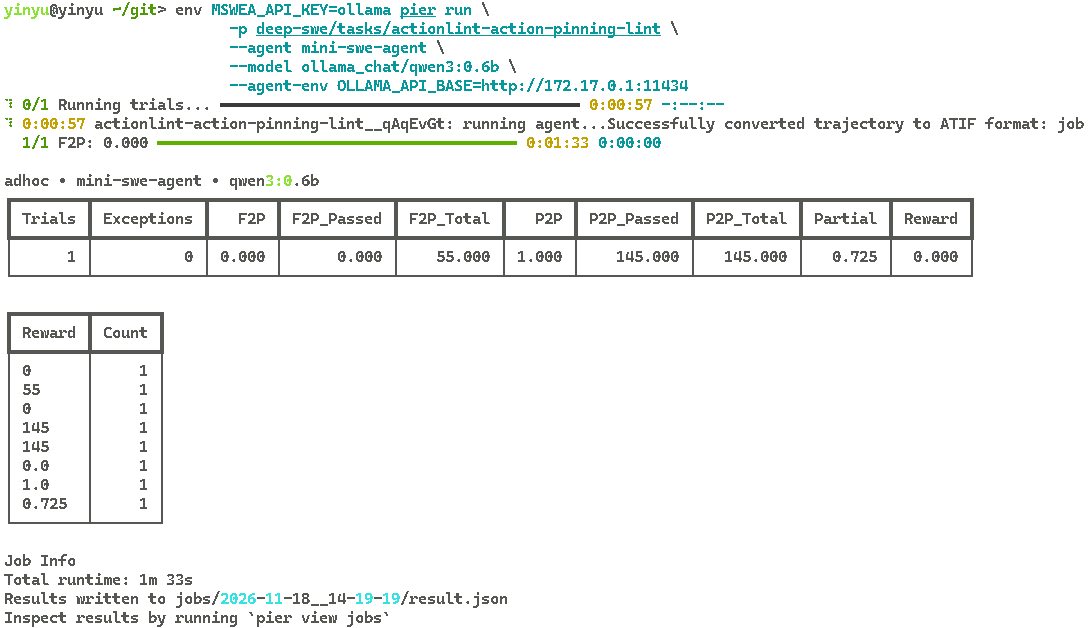 yinyu@yinyu ~/git> env MSWEA_API_KEY=ollama pier run \
-p deep-swe/tasks/actionlint-action-pinning-lint \
--agent mini-swe-agent \
--model ollama_chat/qwen3:0.6b \
--agent-env OLLAMA_API_BASE=http://172.17.0.1:11434
⠹ 0/1 Running trials... 0:00:57 -:--:--
⠹ 0:00:57 actionlint-action-pinning-lint__qAqEvGt: running agent...Successfully converted trajectory to ATIF format: job
1/1 F2P: 0.000 0:01:33 0:00:00
adhoc • mini-swe-agent • qwen3:0.6b
Trials Exceptions F2P F2P_Passed F2P_Total P2P P2P_Passed P2P_Total Partial Reward
1 0 0.000 0.000 55.000 1.000 145.000 145.000 0.725 0.000
Reward Count
0 1
55 1
0 1
145 1
145 1
0.0 1
1.0 1
0.725 1
Job Info
Total runtime: 1m 33s
Results written to jobs/2026-11-18__14-19-19/result.json
Inspect results by running `pier view jobs`